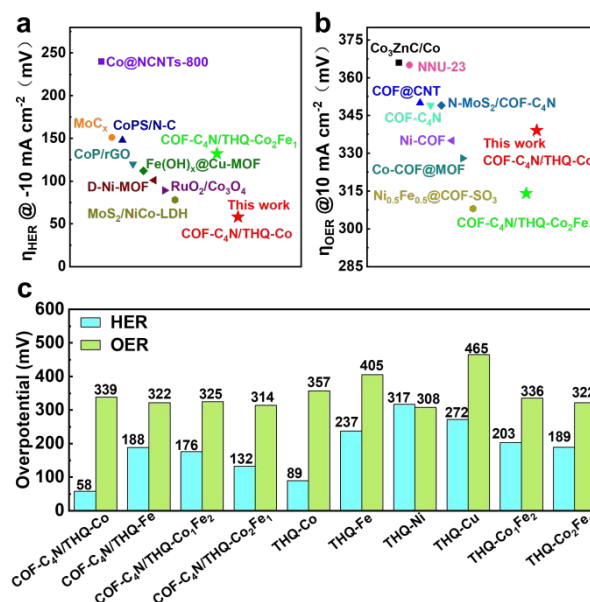 a
η_HER @ -10 mA cm⁻² (mV)
300
250
200
150
100
50
0
Co@NCNTs-800
MoCₓ
CoPS/N-C
COF-C₄N/THQ-Co₂Fe₁
CoP/rGO
Fe(OH)ₓ@Cu-MOF
D-Ni-MOF
RuO₂/Co₃O₄
MoS₂/NiCo-LDH
This work
COF-C₄N/THQ-Co
b
η_OER @ 10 mA cm⁻² (mV)
375
360
345
330
315
300
285
Co₃ZnC/Co
NNU-23
COF@CNT
N-MoS₂/COF-C₄N
COF-C₄N
Ni-COF
This work
COF-C₄N/THQ-Co
Co-COF@MOF
Ni₀.₅Fe₀.₅@COF-SO₃
COF-C₄N/THQ-Co₂Fe
c
Overpotential (mV)
600
500
400
300
200
100
0
HER
OER
58 339 188 322 176 325 132 314 89 357 237 405 317 308 272 465 203 336 189 322
COF-C₄N/THQ-Co
COF-C₄N/THQ-Fe
COF-C₄N/THQ-Co₁Fe₂
COF-C₄N/THQ-Co₂Fe₁
THQ-Co
THQ-Fe
THQ-Ni
THQ-Cu
THQ-Co₁Fe₂
THQ-Co₂Fe